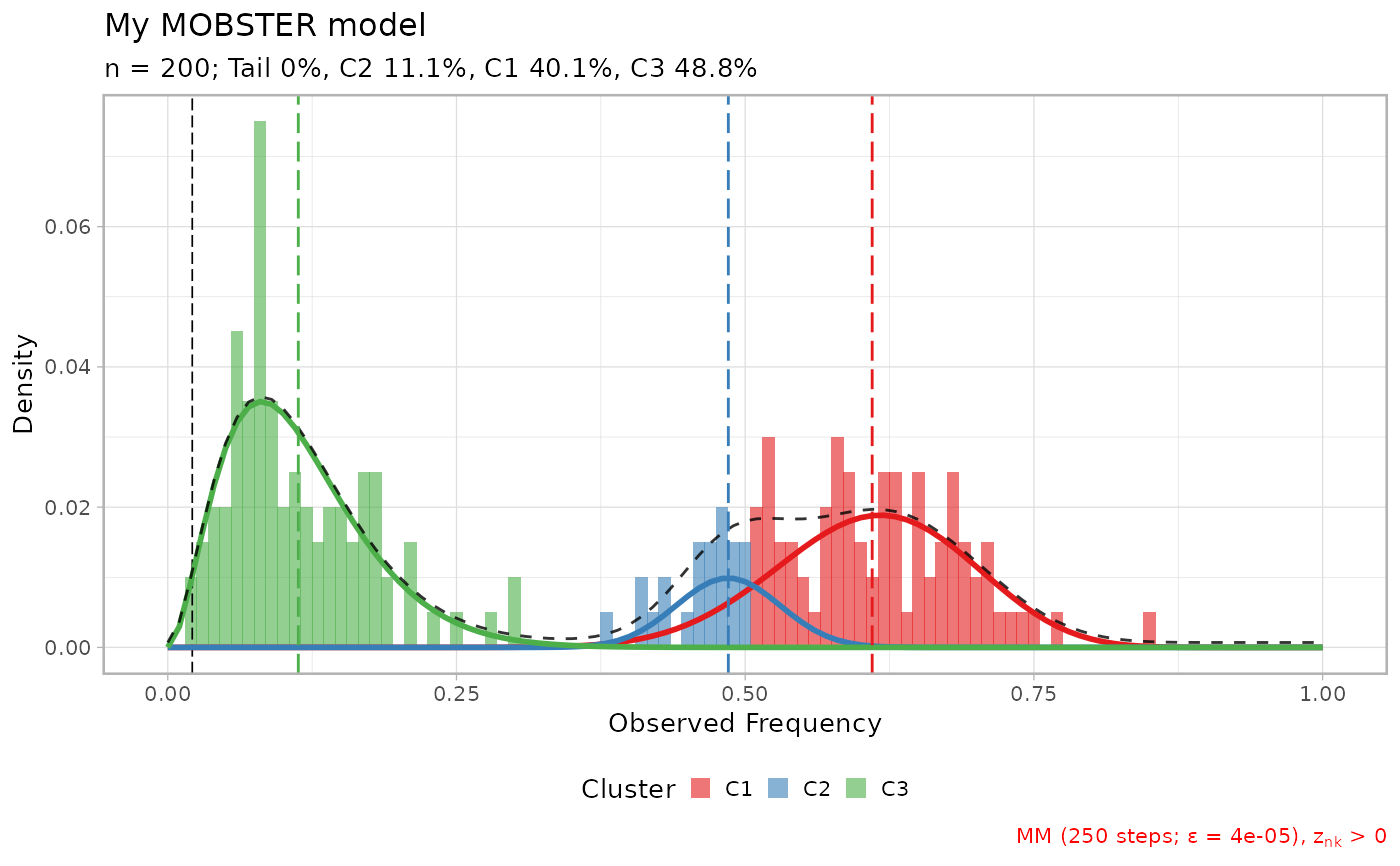 My MOBSTER model
n = 200; Tail 0%, C2 11.1%, C1 40.1%, C3 48.8%
Density
0.06
0.04
0.02
0.00
0.00 0.25 0.50 0.75 1.00
Observed Frequency
Cluster C1 C2 C3
MM (250 steps; ε = 4e-05), znk > 0